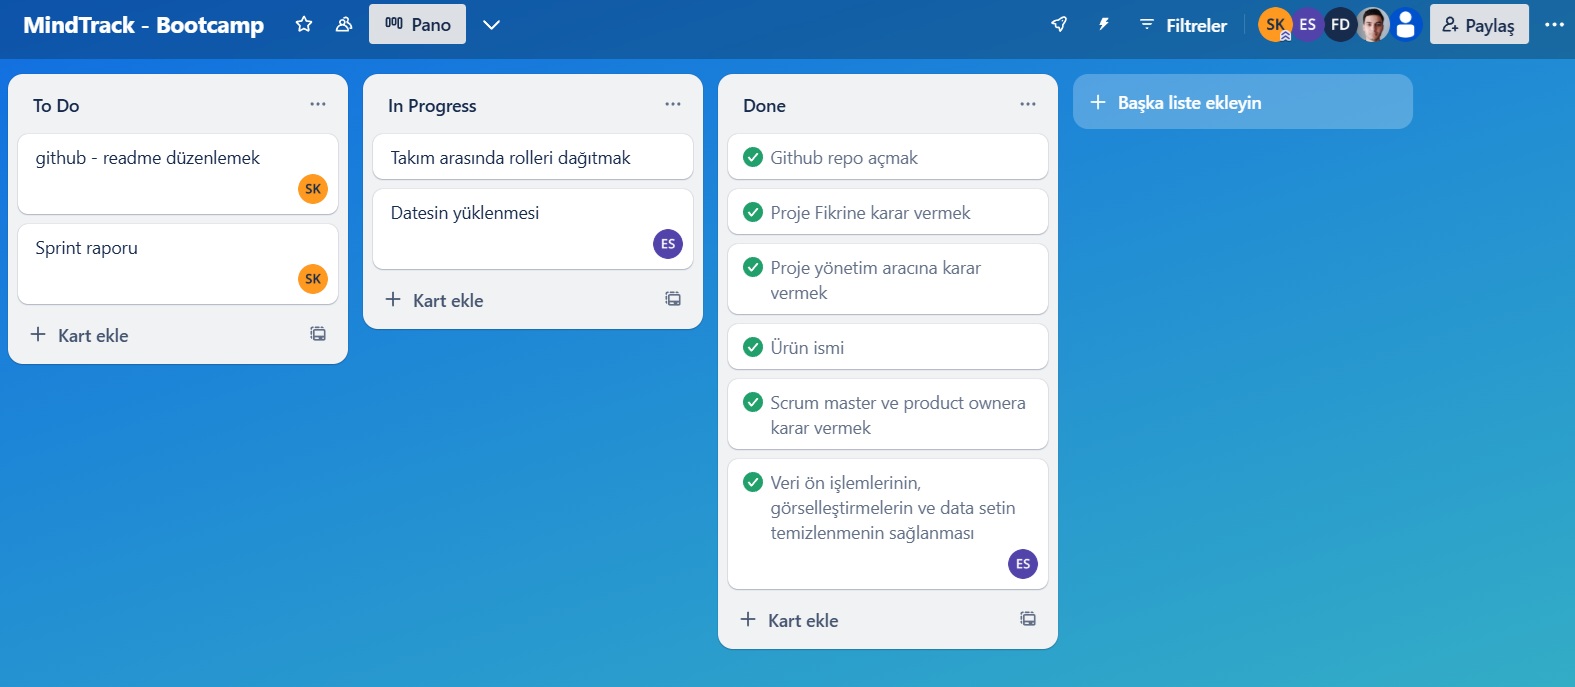 MindTrack - Bootcamp
Pano
Filtreler
SK
ES
FD
Paylaş
To Do
github - readme düzenlemek
SK
Sprint raporu
SK
Kart ekle
In Progress
Takım arasında rolleri dağıtmak
Datesin yüklenmesi
ES
Kart ekle
Done
Github repo açmak
Proje Fikrine karar vermek
Proje yönetim aracına karar
vermek
Ürün ismi
Scrum master ve product ownera
karar vermek
Veri ön işlemlerinin,
görselleştirmelerin ve data setin
temizlenmenin sağlanması
ES
Kart ekle
Başka liste ekleyin